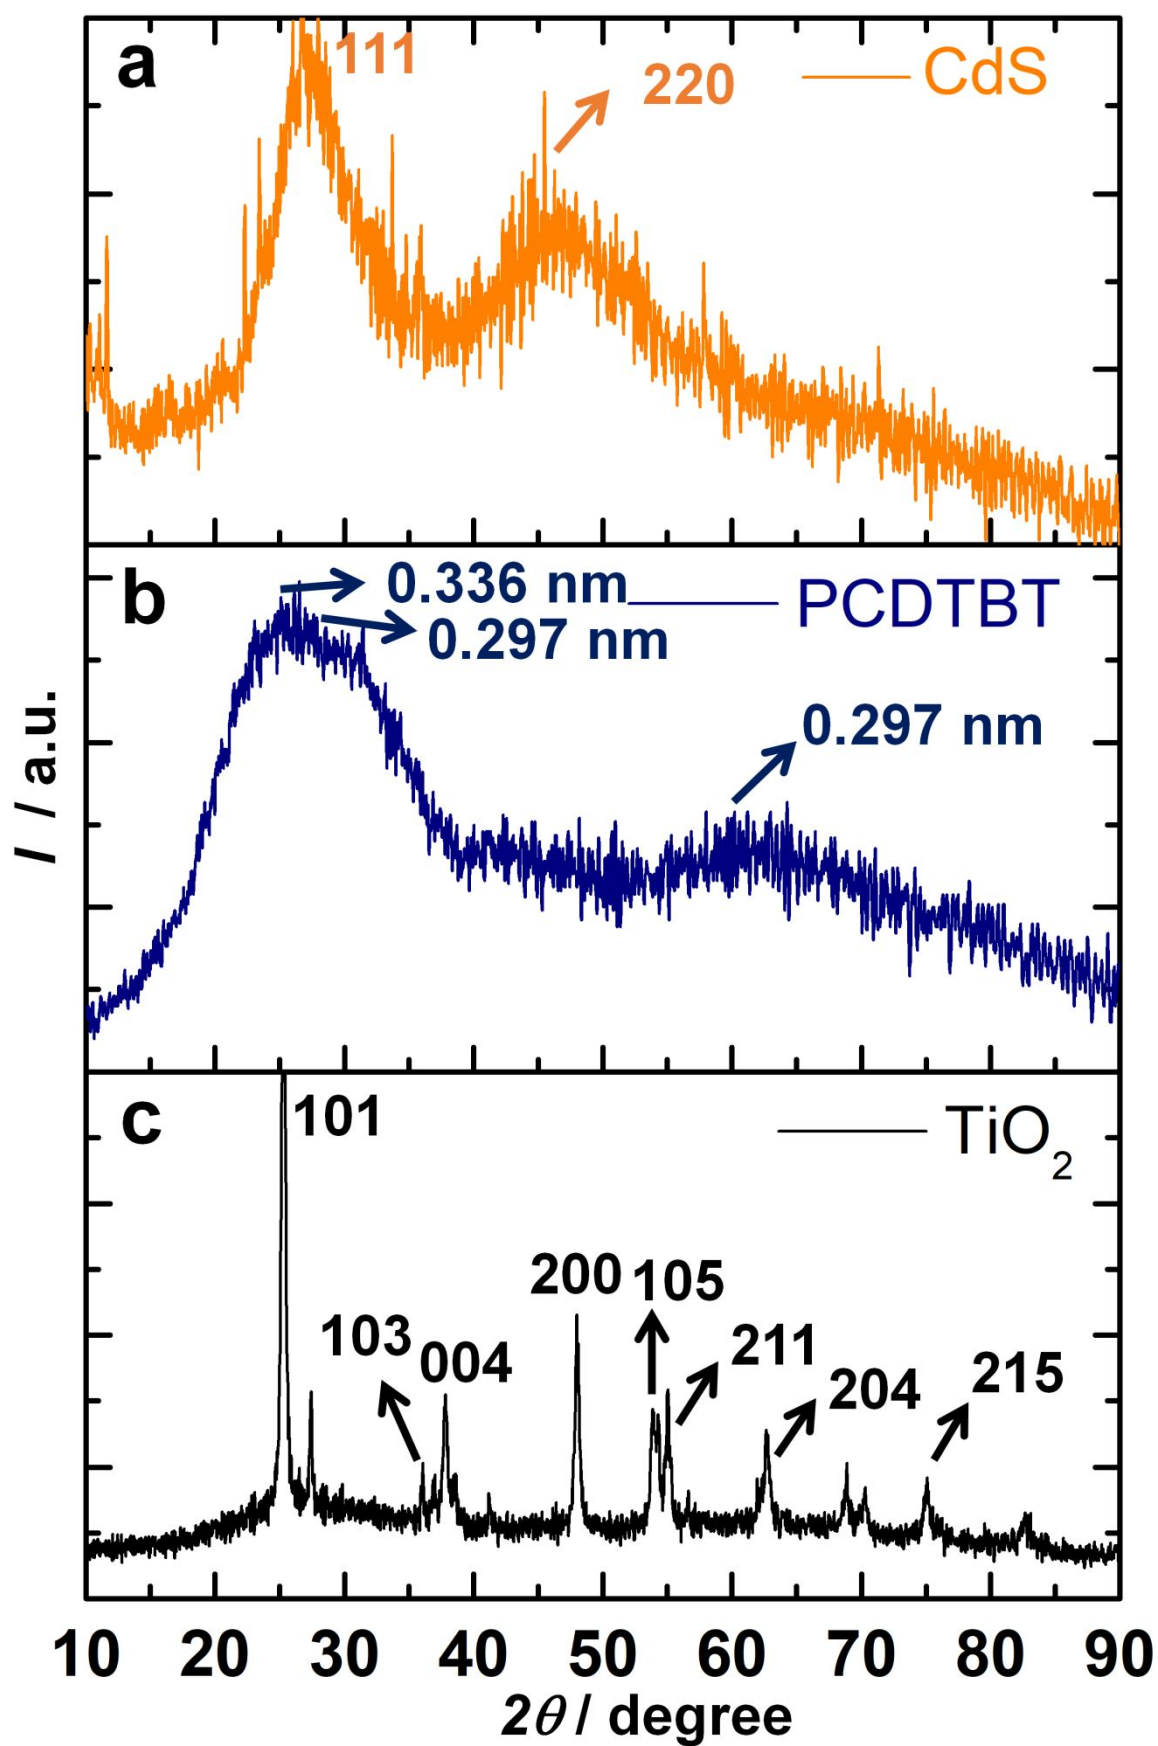 a
111
220
CdS
b
0.336 nm
PCDTBT
0.297 nm
0.297 nm
c
101
TiO₂
103
004
200
105
211
204
215
I / a.u.
10 20 30 40 50 60 70 80 90
2θ / degree